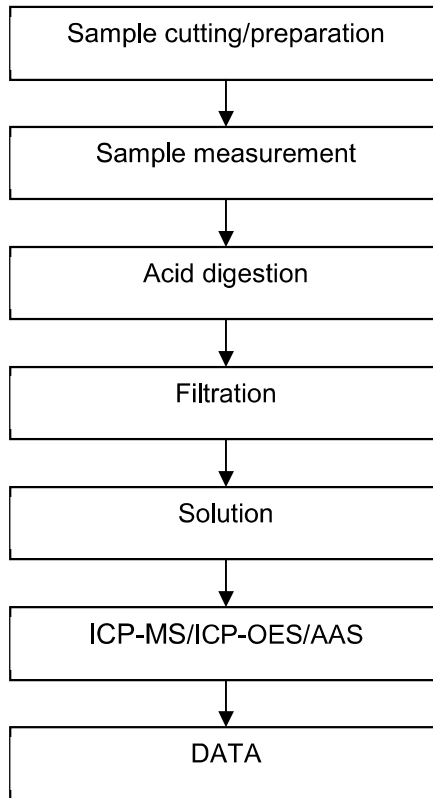 Sample cutting/preparation
Sample measurement
Acid digestion
Filtration
Solution
ICP-MS/ICP-OES/AAS
DATA